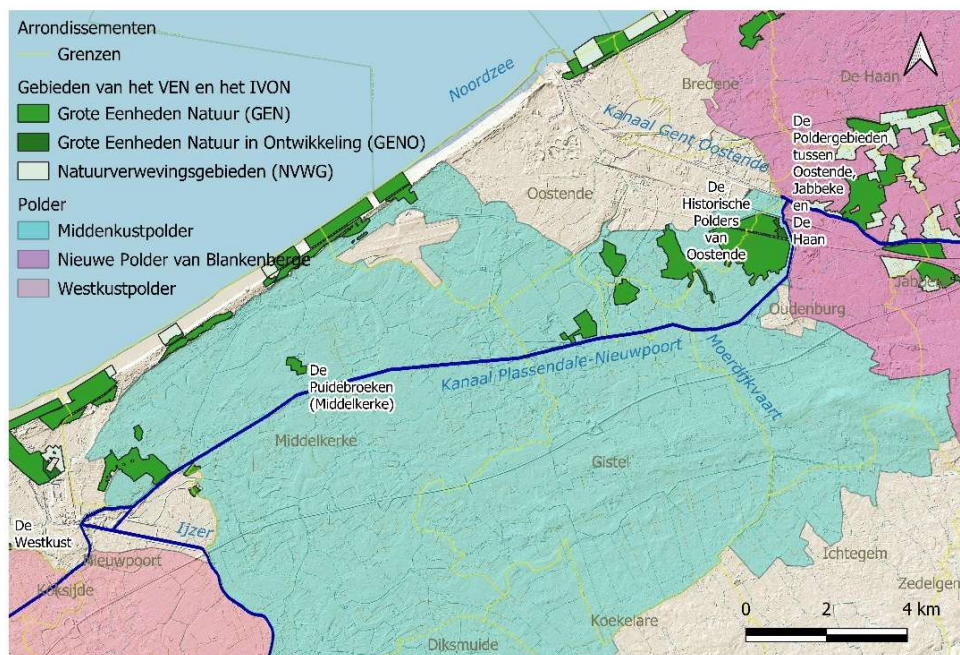 Arrondissementen
Grenzen
Gebieden van het VEN en het IVON
Grote Eenheden Natuur (GEN)
Grote Eenheden Natuur in Ontwikkeling (GENO)
Natuurverwevingsgebieden (NVWG)
Polder
Middenkustpolder
Nieuwe Polder van Blankenberge
Westkustpolder
Noordzee
Bredene
De Haan
Kanaal Gent Oostende
De
Poldergebieden
tussen
Oostende,
Jabbeke
en
De
Haan
Oostende
De
Historische
Polders
van
Oostende
Jabbeke
Oudenburg
Kanaal Plassendale-Nieuwpoort
Moerdijkvaart
De
Puidëbroeken
(Middelkerke)
Middelkerke
Gistel
De
Westkust
Ijzer
Nieuwpoort
Koksijde
Ichtegem
Zedelgem
Koekelare
Diksmuide
0 2 4 km